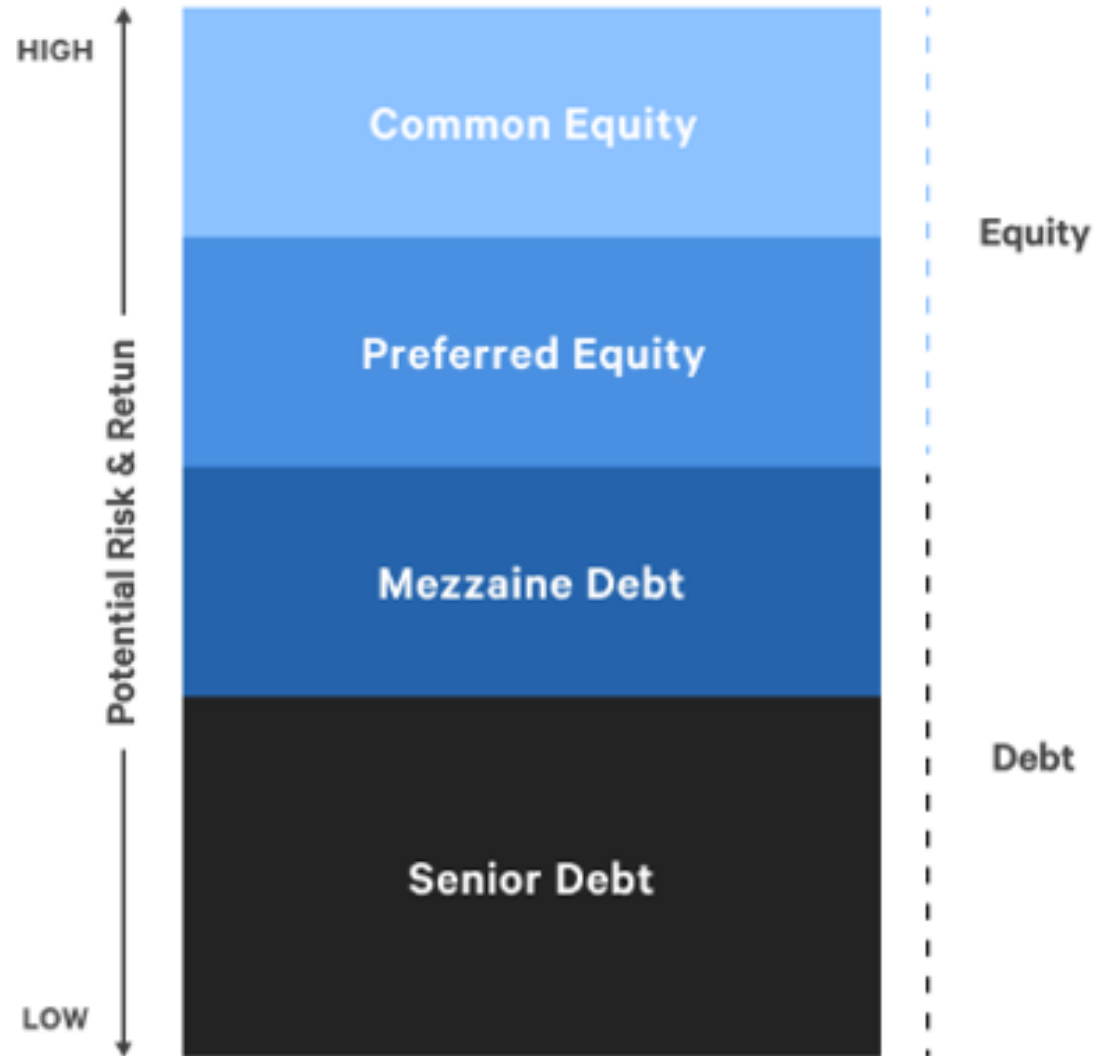 HIGH
Common Equity
Equity
Preferred Equity
Potential Risk & Retun
Mezzaine Debt
Debt
Senior Debt
LOW